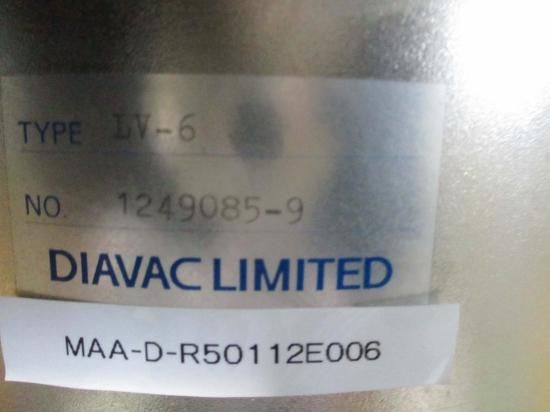 TYPE LV-6
NO. 1249085-9
DIAVAC LIMITED
MAA-D-R50112E006